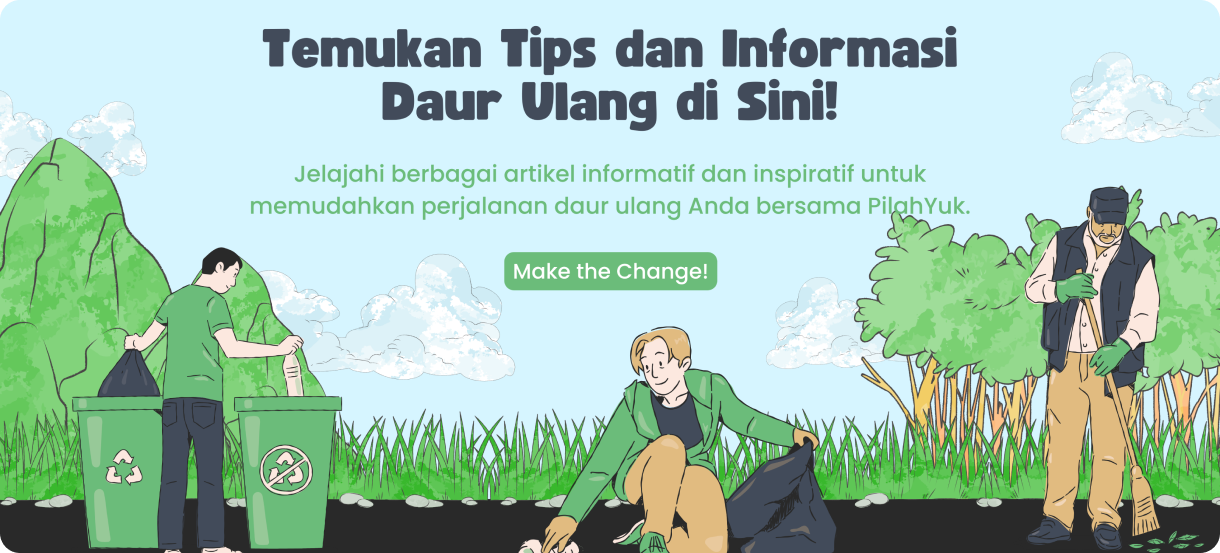 Temukan Tips dan Informasi
Daur Ulang di Sini!
Jelajahi berbagai artikel informatif dan inspiratif untuk
memudahkan perjalanan daur ulang Anda bersama PilahYuk.
Make the Change!